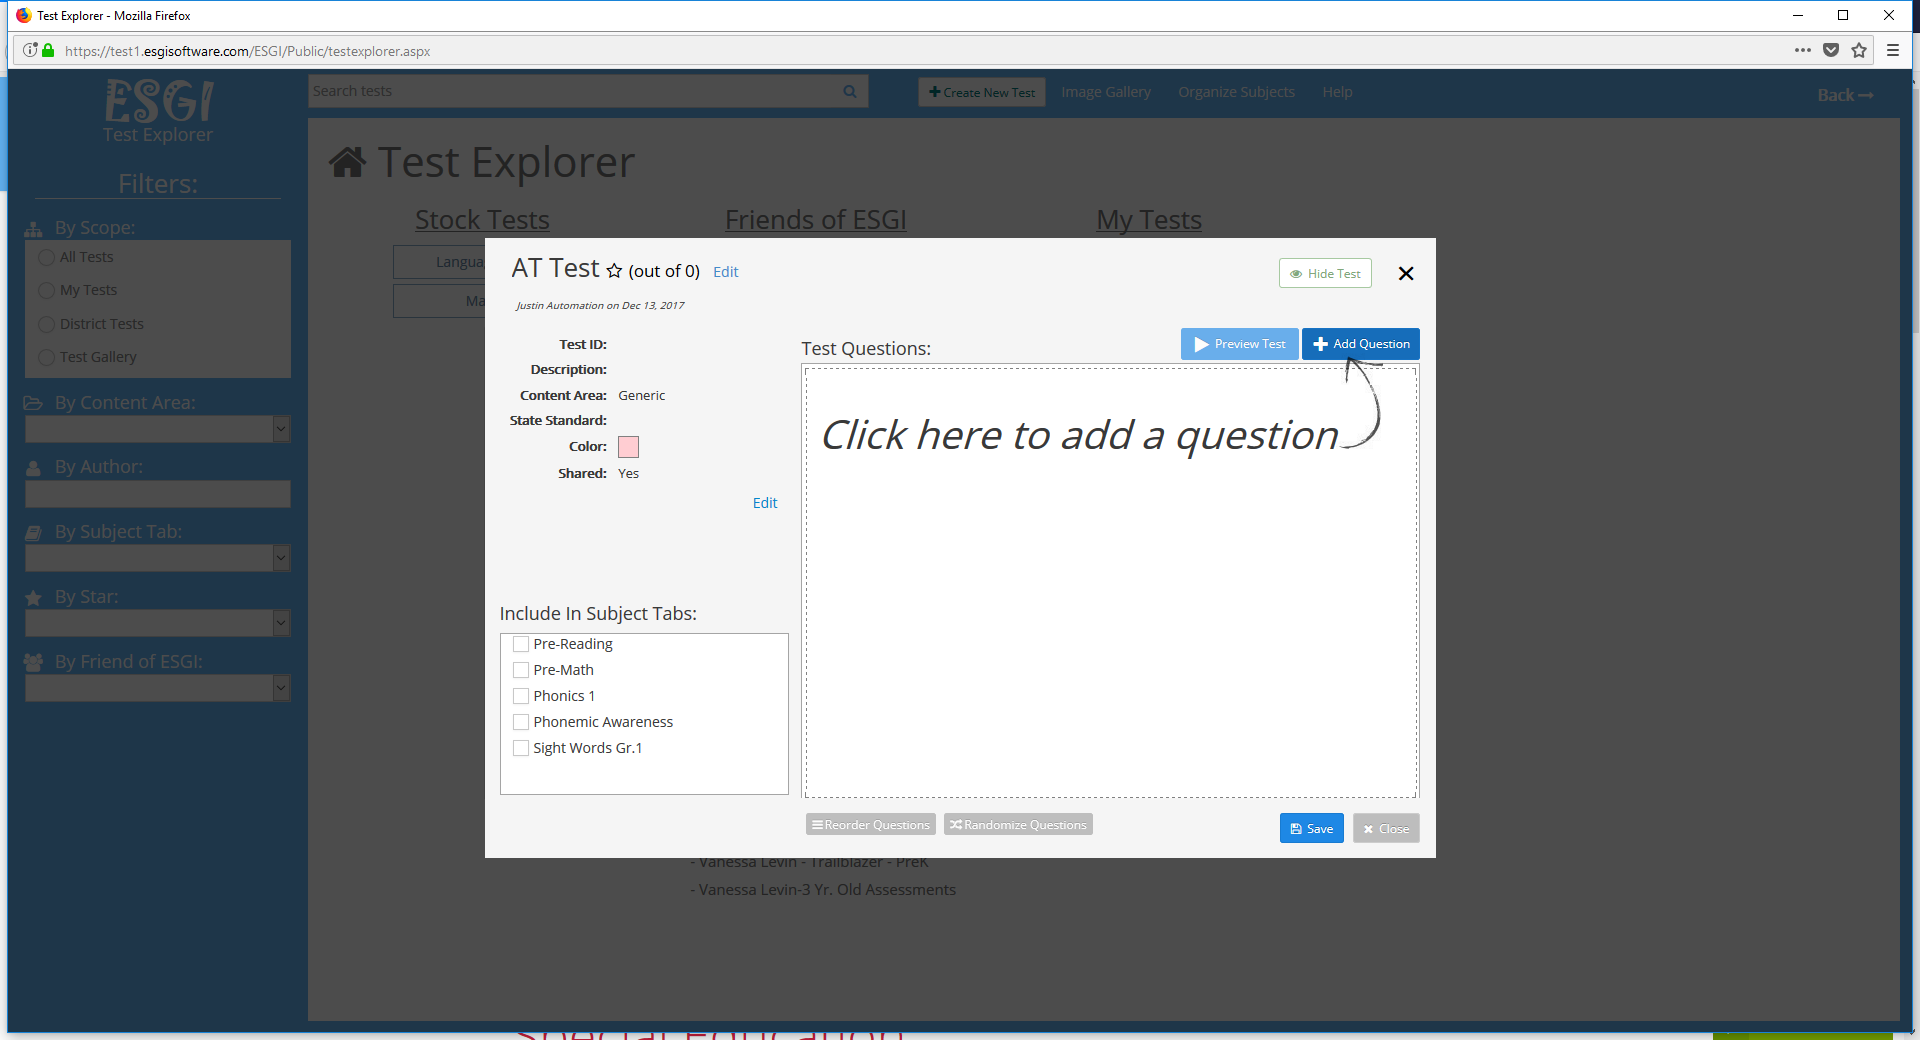 Test Explorer - Mozilla Firefox
https://test1.esgisoftware.com/ESGI/Public/testexplorer.aspx
ESGI
Test Explorer
Search tests
Create New Test
Image Gallery
Organize Subjects
Help
Back
Filters:
By Scope:
All Tests
My Tests
District Tests
Test Gallery
By Content Area:
By Author:
By Subject Tab:
By Star:
By Friend of ESGI:
Test Explorer
Stock Tests
Friends of ESGI
My Tests
AT Test (out of 0) Edit
Hide Test
Justin Automation on Dec 13, 2017
Test ID:
Description:
Content Area: Generic
State Standard:
Color:
Shared: Yes
Edit
Include In Subject Tabs:
Pre-Reading
Pre-Math
Phonics 1
Phonemic Awareness
Sight Words Gr.1
Test Questions:
Preview Test
Add Question
Click here to add a question
Reorder Questions
Randomize Questions
Save
Close
- Vanessa Levin - Trailblazer - PreK
- Vanessa Levin-3 Yr. Old Assessments
Special Education